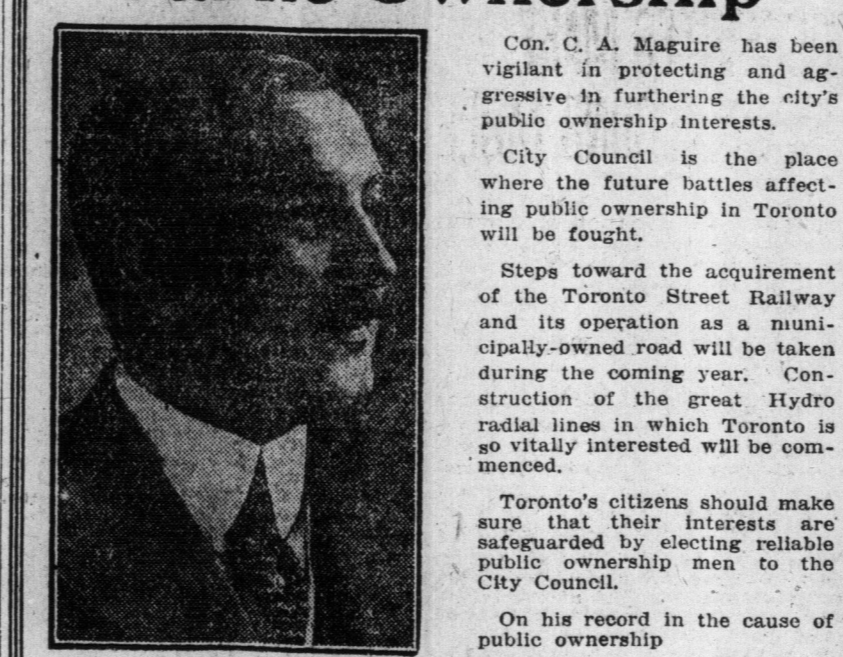 Ownership
Con. C. A. Maguire has been
vigilant in protecting and ag-
gressive in furthering the city's
public ownership interests.
City Council is the place
where the future battles affect-
ing public ownership in Toronto
will be fought.
Steps toward the acquirement
of the Toronto Street Railway
and its operation as a muni-
cipally-owned road will be taken
during the coming year. Con-
struction of the great Hydro
radial lines in which Toronto is
so vitally interested will be com-
menced.
Toronto's citizens should make
sure that their interests are
safeguarded by electing reliable
public ownership men to the
City Council.
On his record in the cause of
public ownership